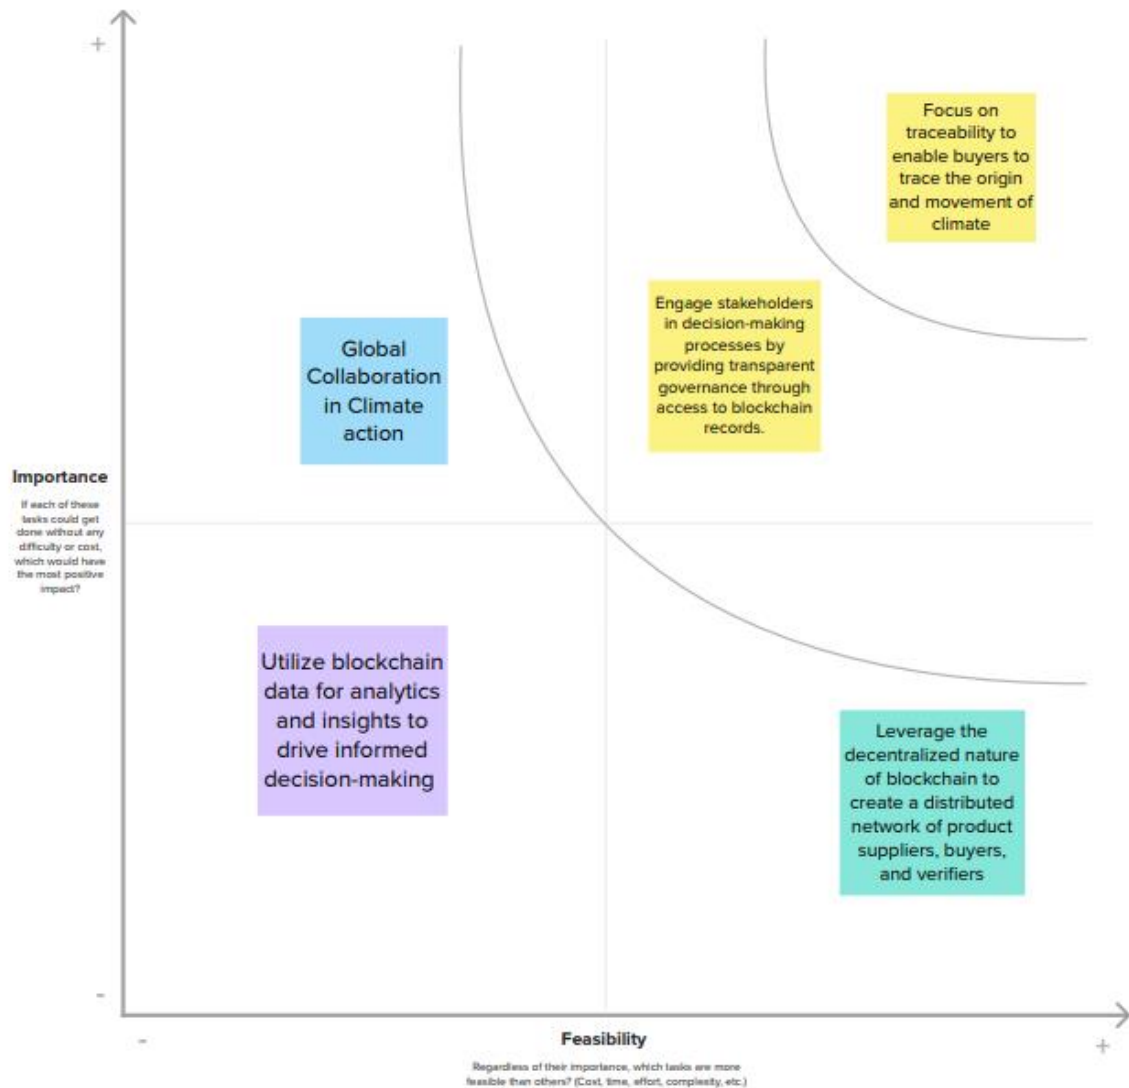 +
Focus on
traceability to
enable buyers to
trace the origin
and movement of
climate
Engage stakeholders
in decision-making
processes by
providing transparent
governance through
access to blockchain
records.
Global
Collaboration
in Climate
action
Importance
If each of these
tasks could get
done without any
difficulty or cost,
which would have
the most positive
impact?
Utilize blockchain
data for analytics
and insights to
drive informed
decision-making
Leverage the
decentralized nature
of blockchain to
create a distributed
network of product
suppliers, buyers,
and verifiers
-
-
Feasibility
+
Regardless of their importance, which tasks are more
feasible than others? (Cost, time, effort, complexity, etc.)